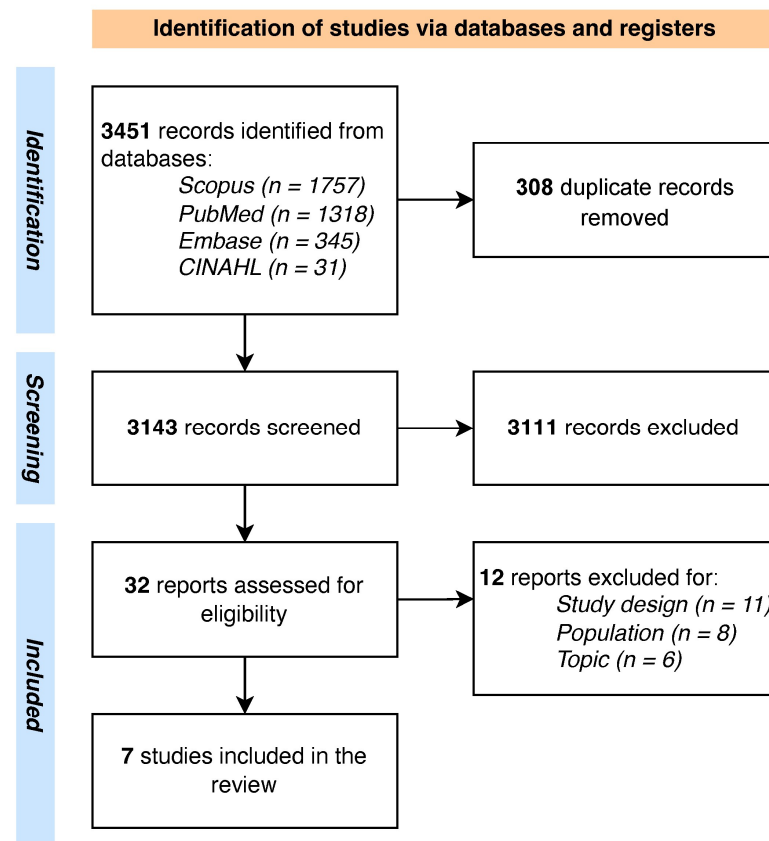 Identification of studies via databases and registers
Identification
3451 records identified from
databases:
Scopus (n = 1757)
PubMed (n = 1318)
Embase (n = 345)
CINAHL (n = 31)
308 duplicate records
removed
Screening
3143 records screened
3111 records excluded
Included
32 reports assessed for
eligibility
12 reports excluded for:
Study design (n = 11)
Population (n = 8)
Topic (n = 6)
7 studies included in the
review